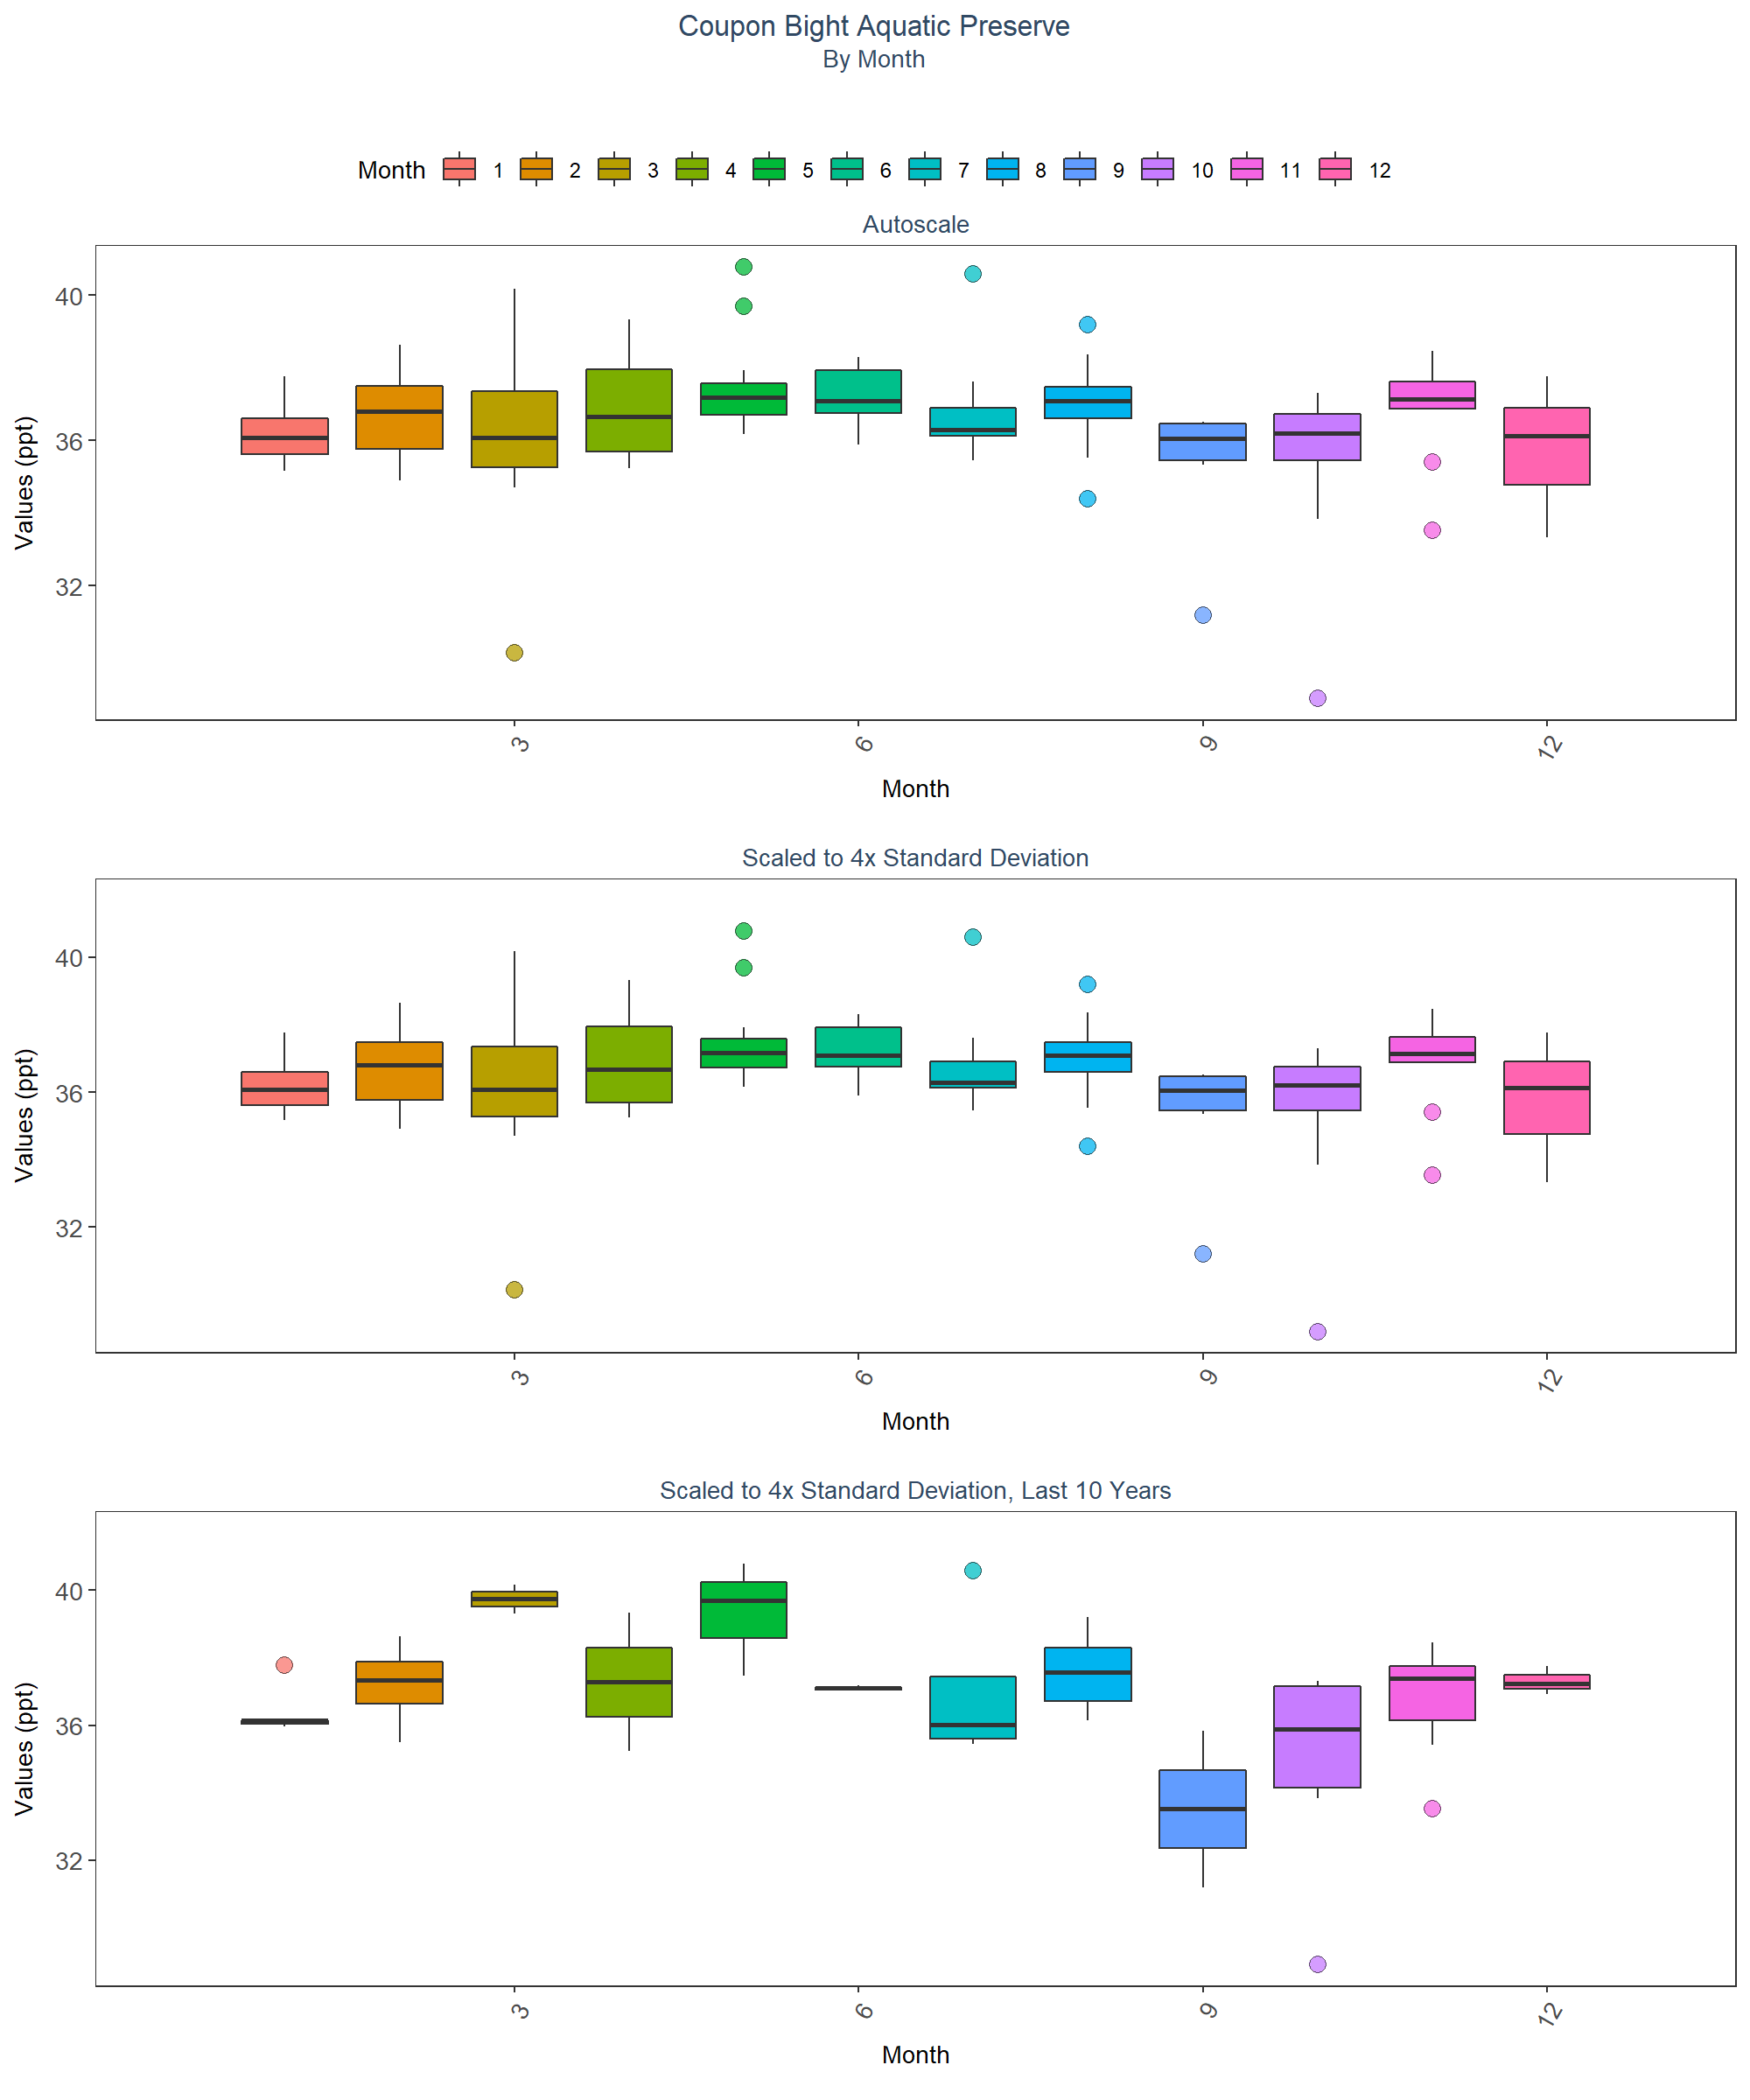 Coupon Bight Aquatic Preserve
By Month
Month 1 2 3 4 5 6 7 8 9 10 11 12
Autoscale
Values (ppt)
40
36
32
3 6 9 12
Month
Scaled to 4x Standard Deviation
Values (ppt)
40
36
32
3 6 9 12
Month
Scaled to 4x Standard Deviation, Last 10 Years
Values (ppt)
40
36
32
3 6 9 12
Month